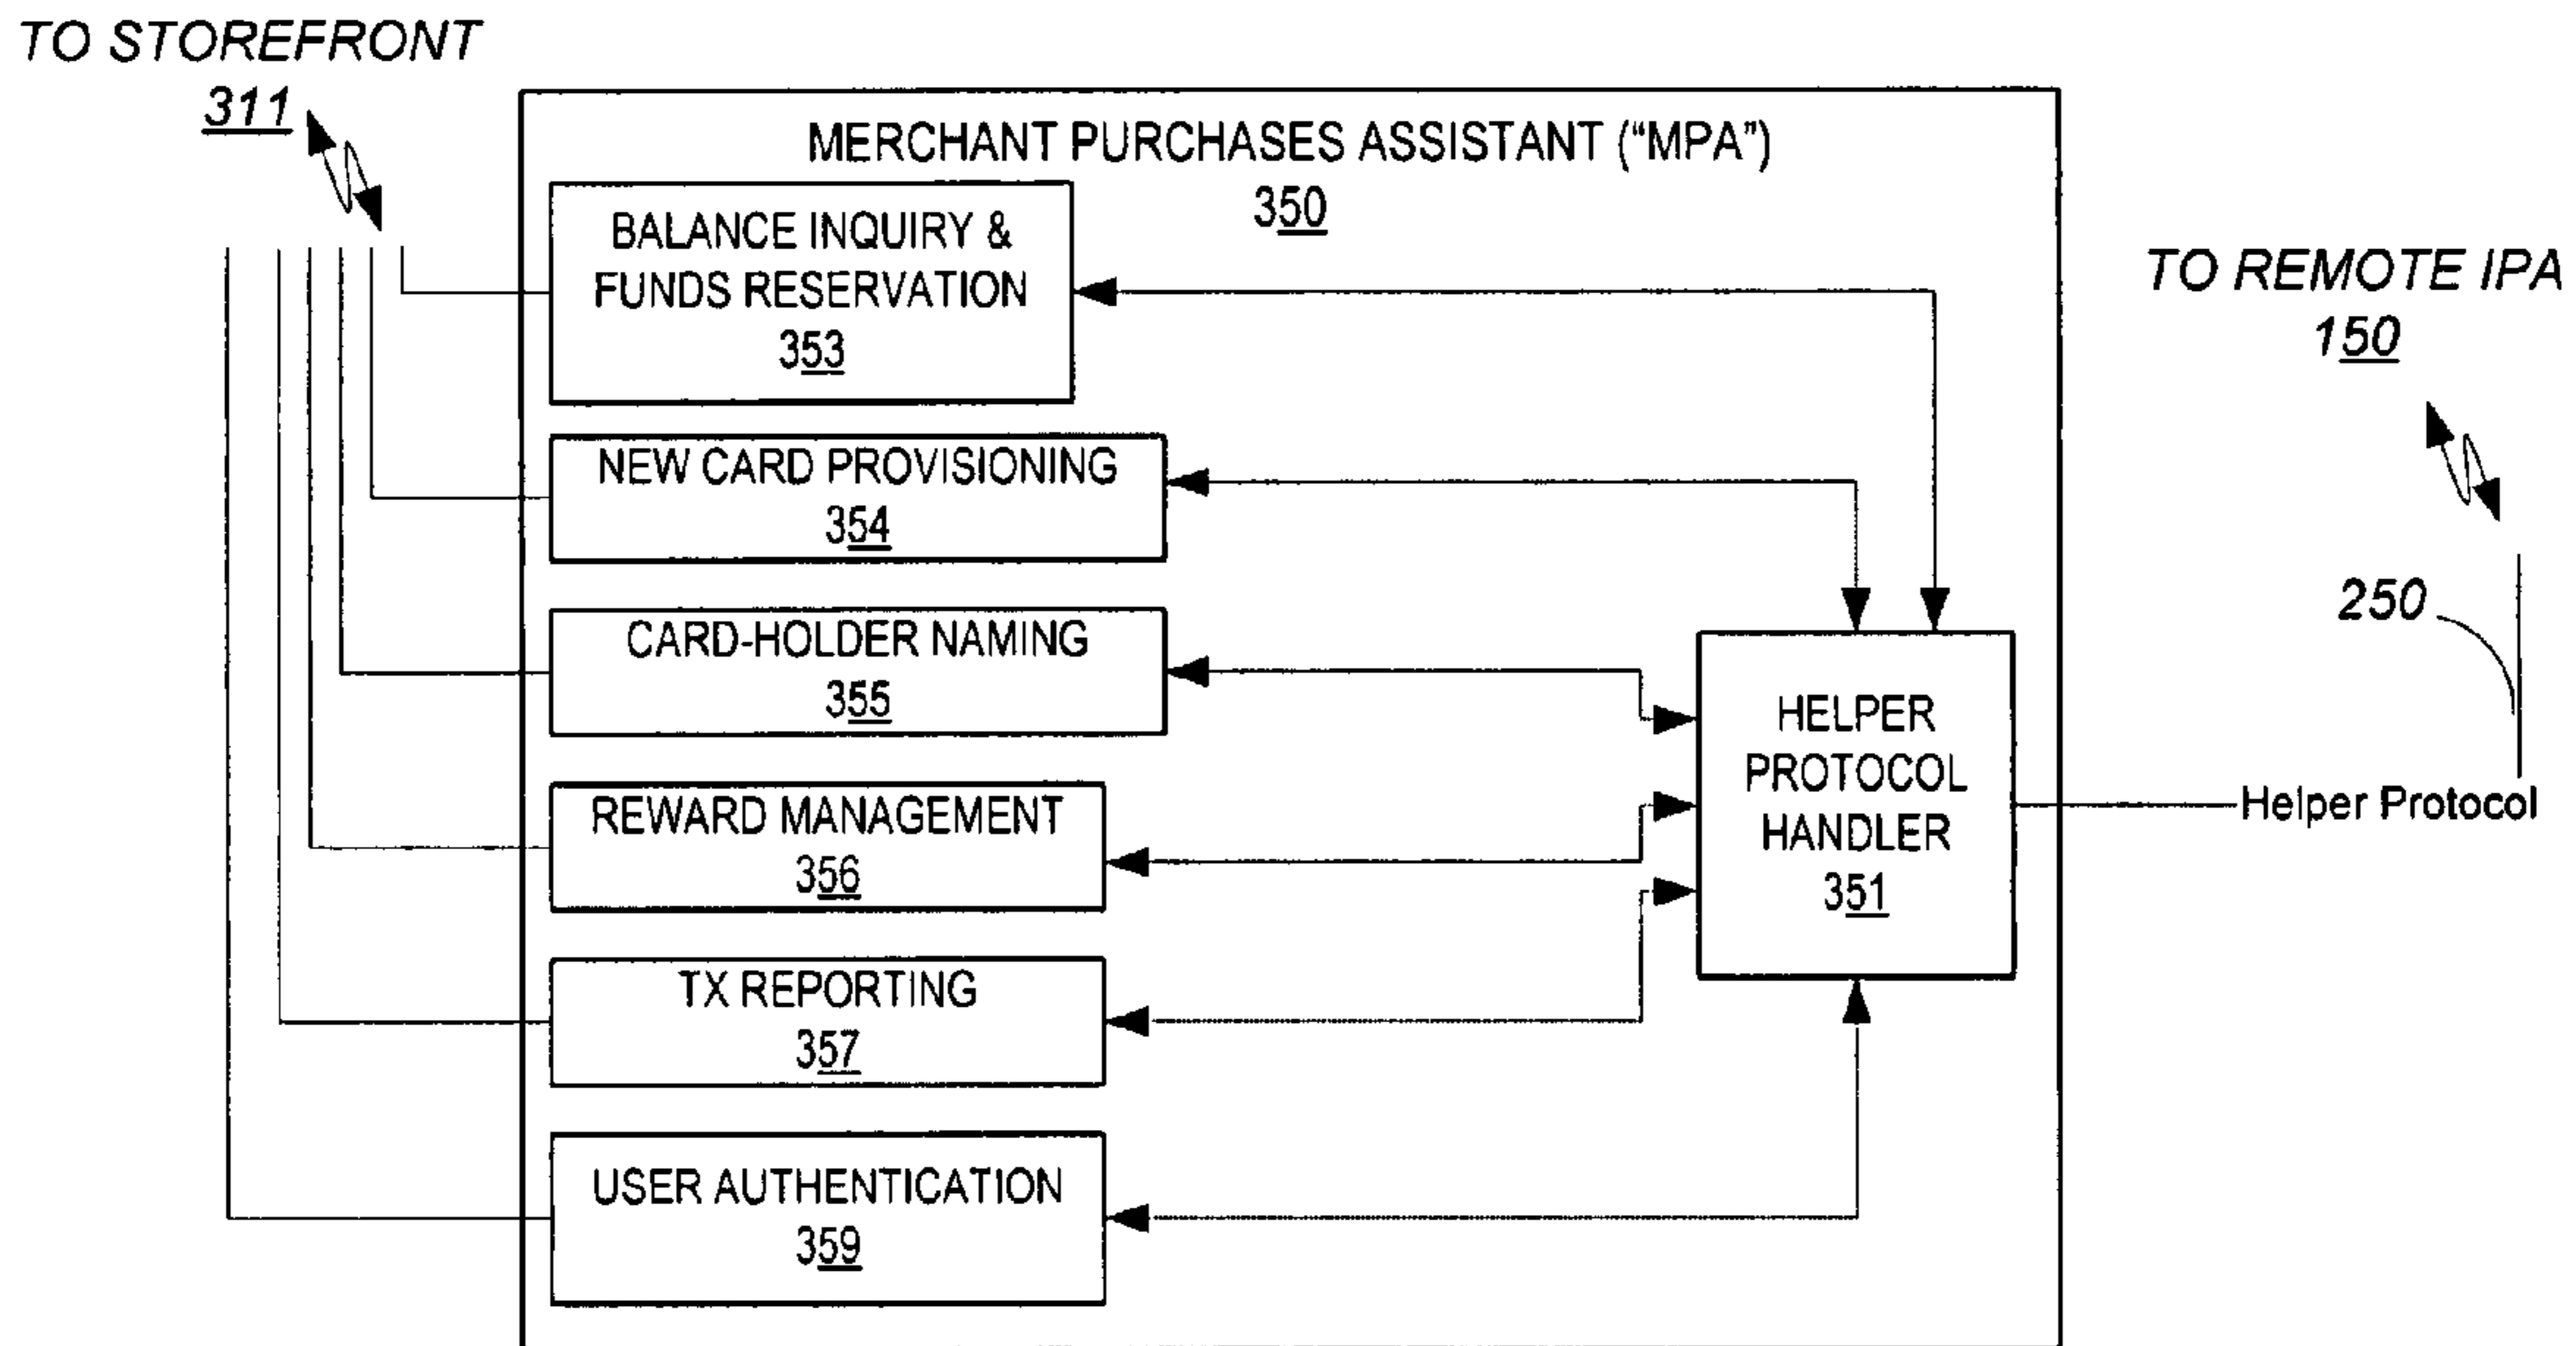 TO STOREFRONT
311
MERCHANT PURCHASES ASSISTANT (“MPA”)
350
BALANCE INQUIRY &
FUNDS RESERVATION
353
NEW CARD PROVISIONING
354
CARD-HOLDER NAMING
355
REWARD MANAGEMENT
356
TX REPORTING
357
USER AUTHENTICATION
359
HELPER
PROTOCOL
HANDLER
351
TO REMOTE IPA
150
250
Helper Protocol